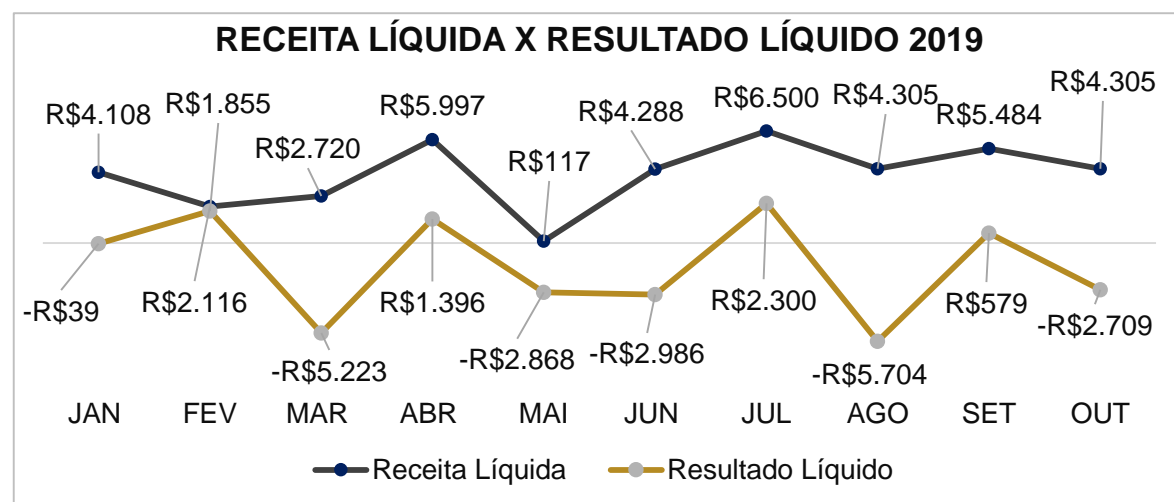 RECEITA LÍQUIDA X RESULTADO LÍQUIDO 2019
R$4.108
R$1.855
R$2.720
R$5.997
R$117
R$4.288
R$6.500
R$4.305
R$5.484
R$4.305
-R$39
R$2.116
-R$5.223
R$1.396
-R$2.868
-R$2.986
R$2.300
-R$5.704
R$579
-R$2.709
JAN FEV MAR ABR MAI JUN JUL AGO SET OUT
Receita Líquida Resultado Líquido